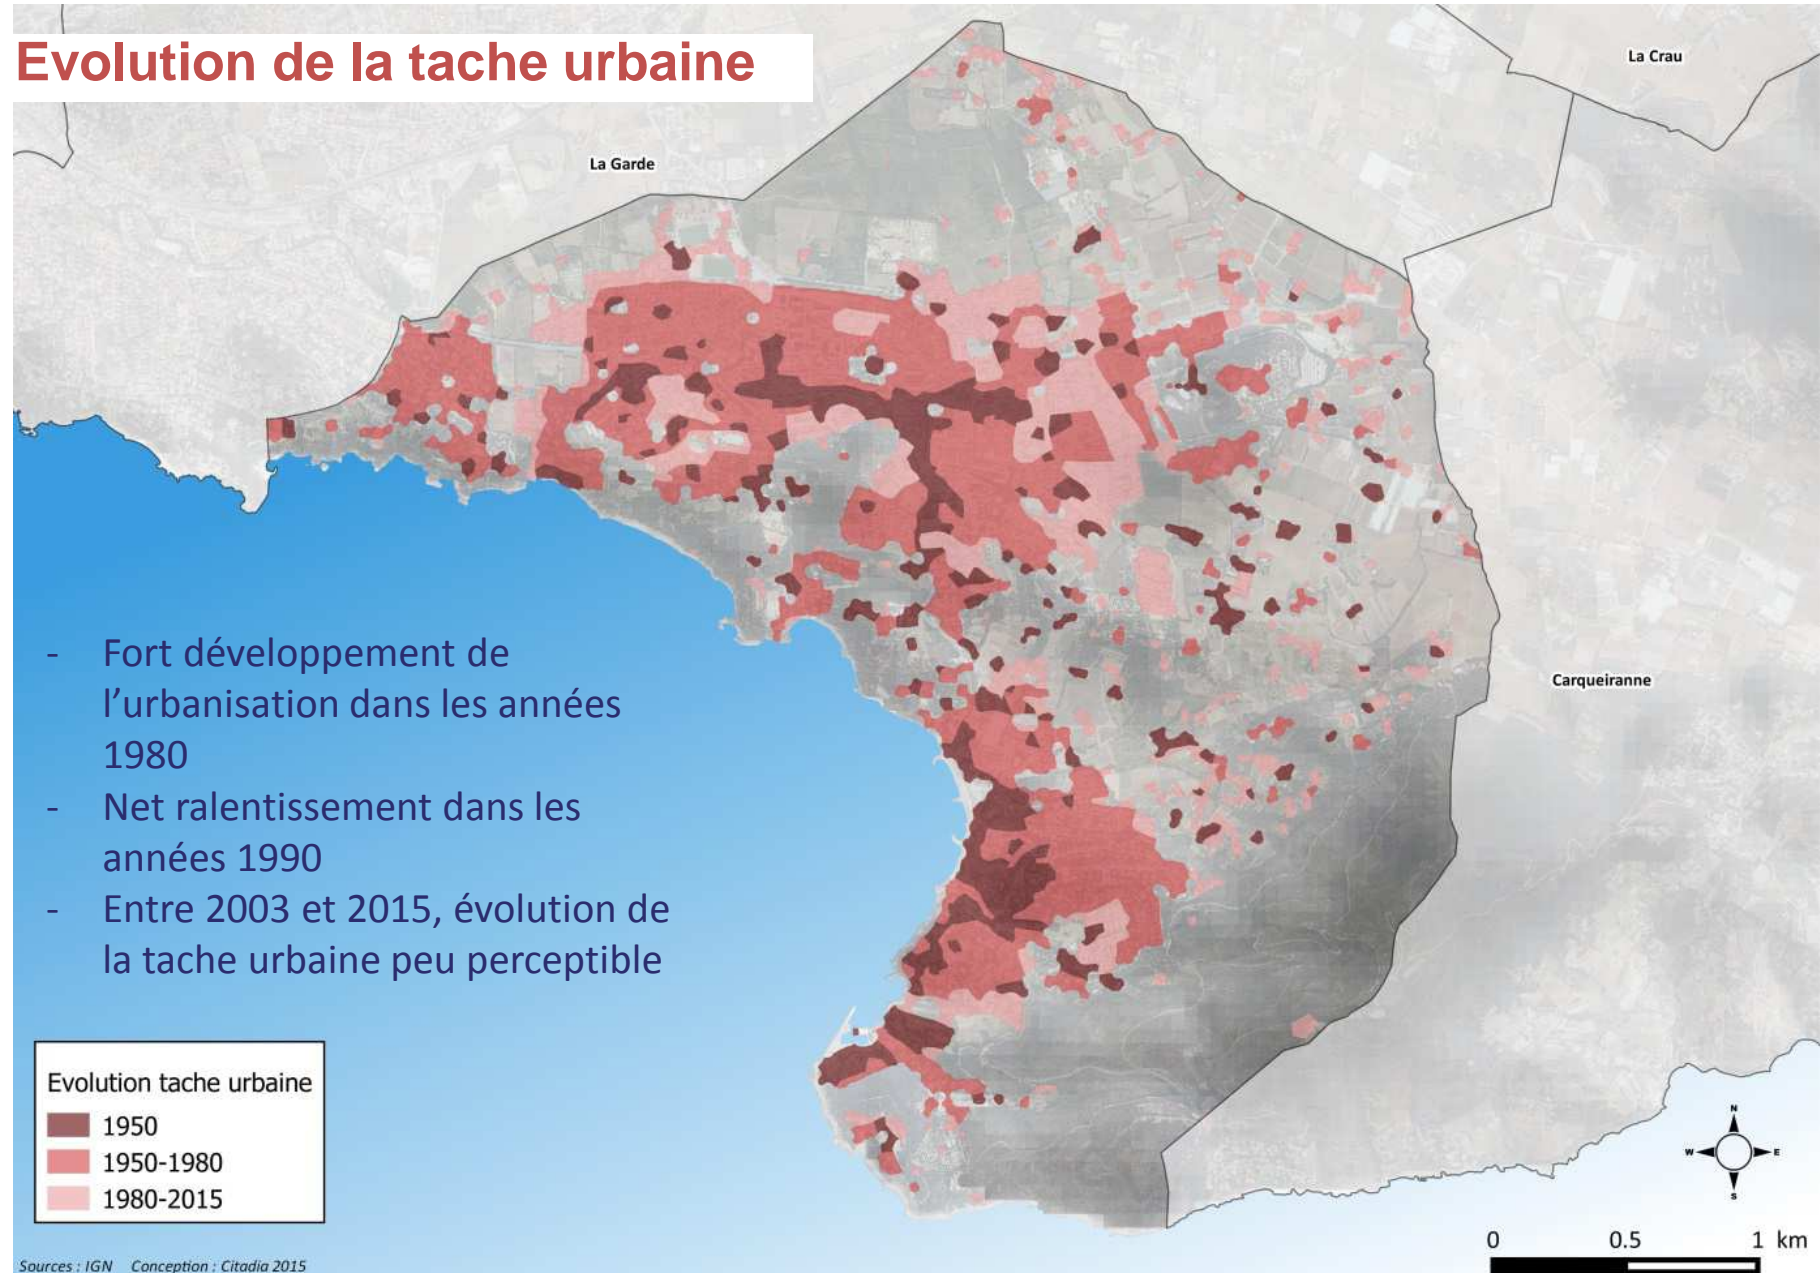 Evolution de la tache urbaine
La Crau
La Garde
Carqueiranne
- Fort développement de
l’urbanisation dans les années
1980
- Net ralentissement dans les
années 1990
- Entre 2003 et 2015, évolution de
la tache urbaine peu perceptible
Evolution tache urbaine
1950
1950-1980
1980-2015
N
W E
S
0 0.5 1 km
Sources : IGN Conception : Citadia 2015